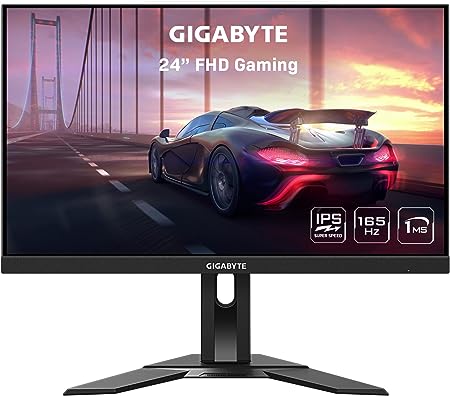 GIGABYTE
24” FHD Gaming
IPS
SUPER SPEED
165
Hz
1MS
GIGABYTE